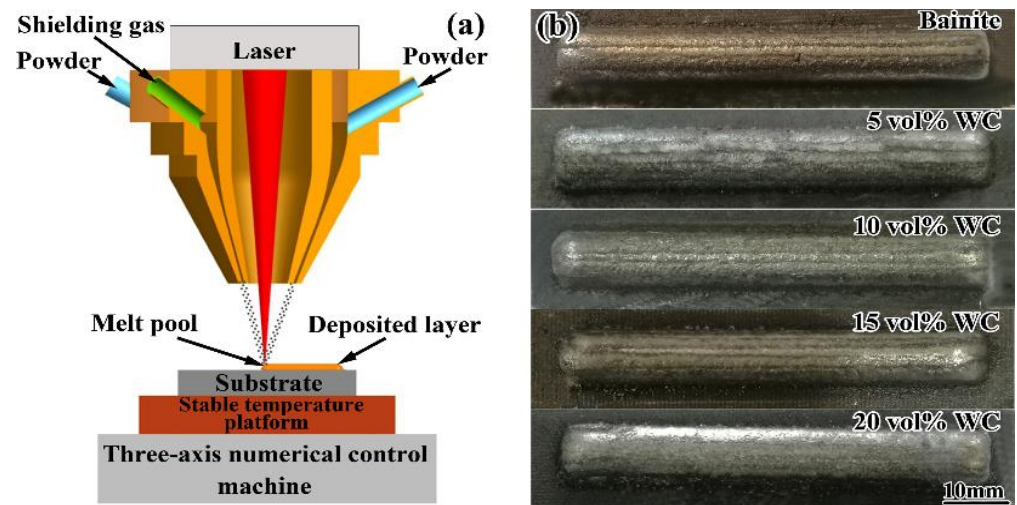 (a)
Shielding gas
Laser
Powder
Powder
Melt pool
Deposited layer
Substrate
Stable temperature
platform
Three-axis numerical control
machine
(b)
Bainite
5 vol% WC
10 vol% WC
15 vol% WC
20 vol% WC
10mm